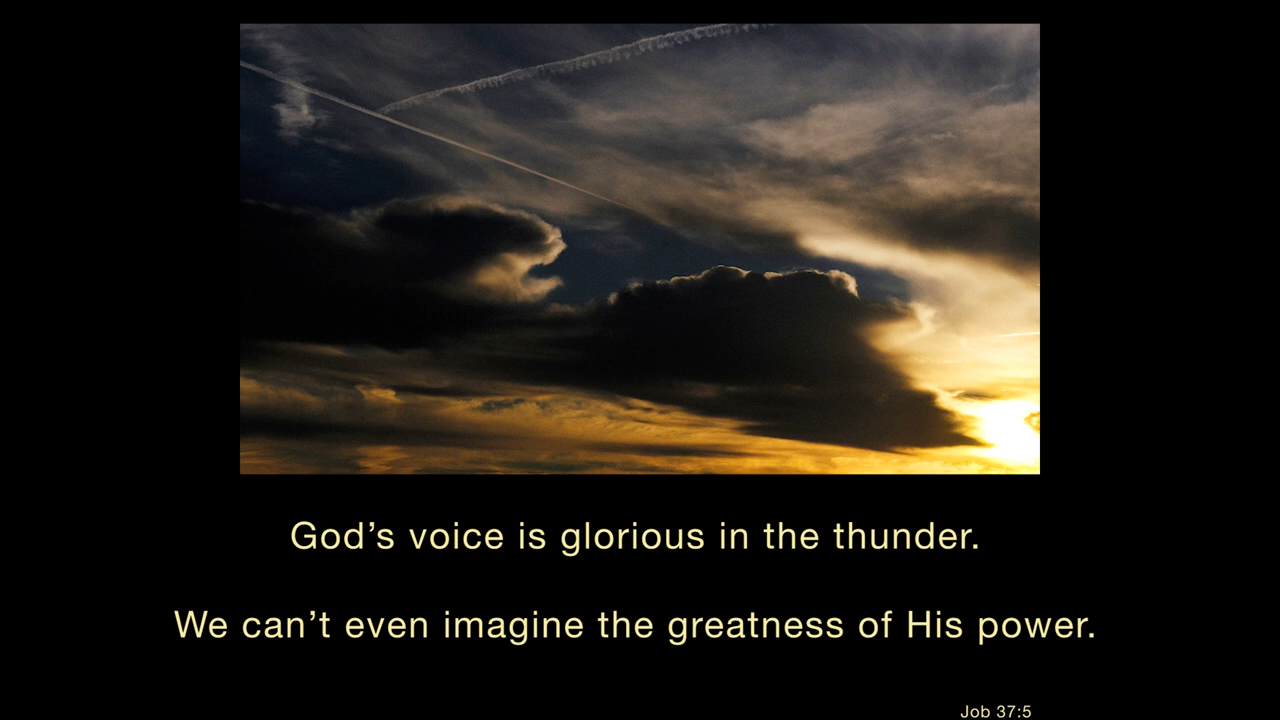 God’s voice is glorious in the thunder.
We can’t even imagine the greatness of His power.
Job 37:5